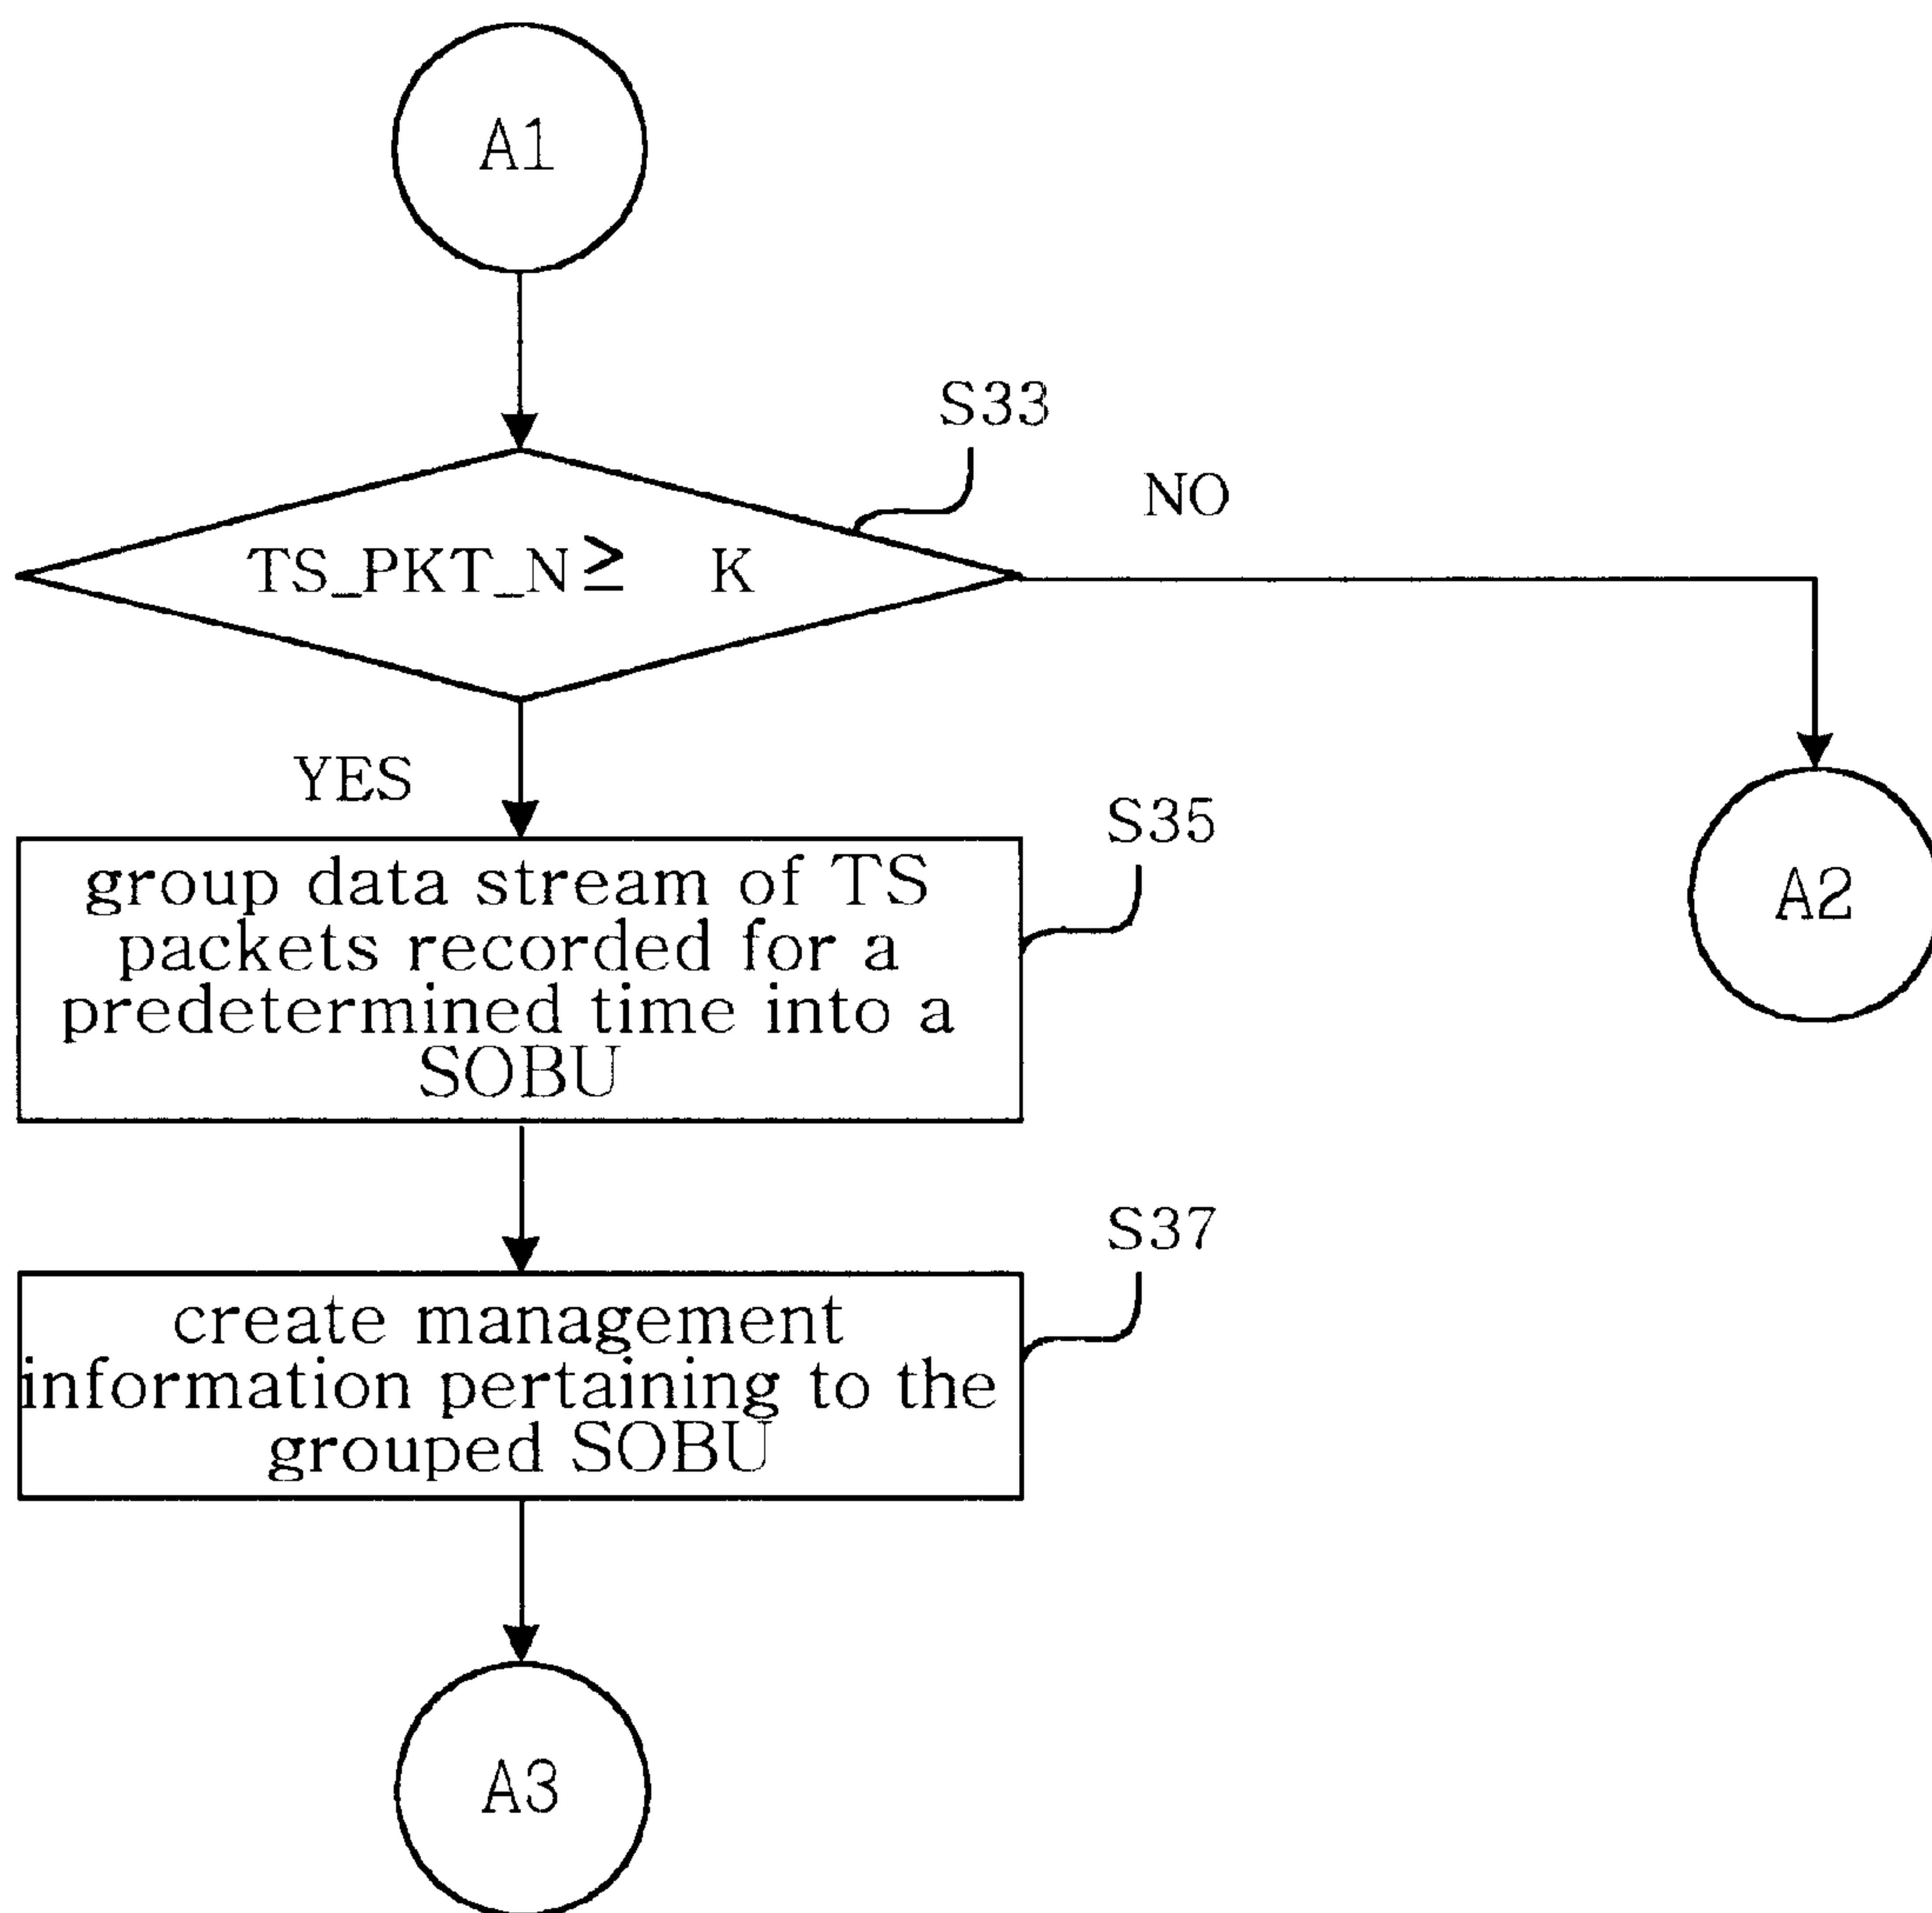 A1
S33
NO
TS_PKT_N≥ K
YES
S35
group data stream of TS
packets recorded for a
predetermined time into a
SOBU
A2
S37
create management
information pertaining to the
grouped SOBU
A3